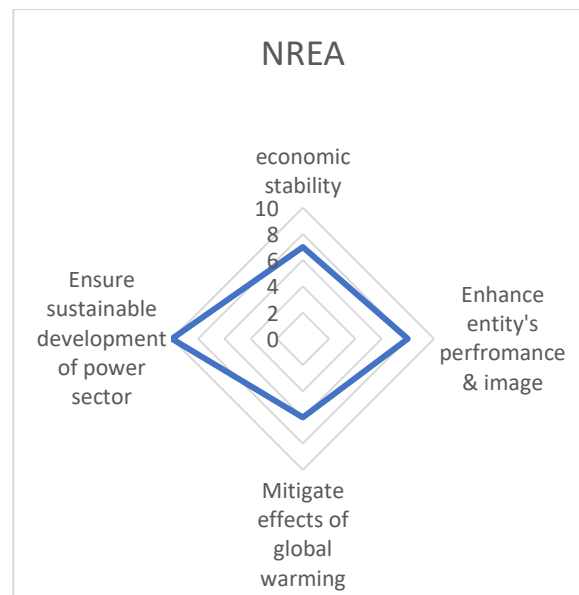 NREA
economic
stability
10
8
6
4
2
0
Ensure
sustainable
development
of power
sector
Enhance
entity's
perfromance
& image
Mitigate
effects of
global
warming